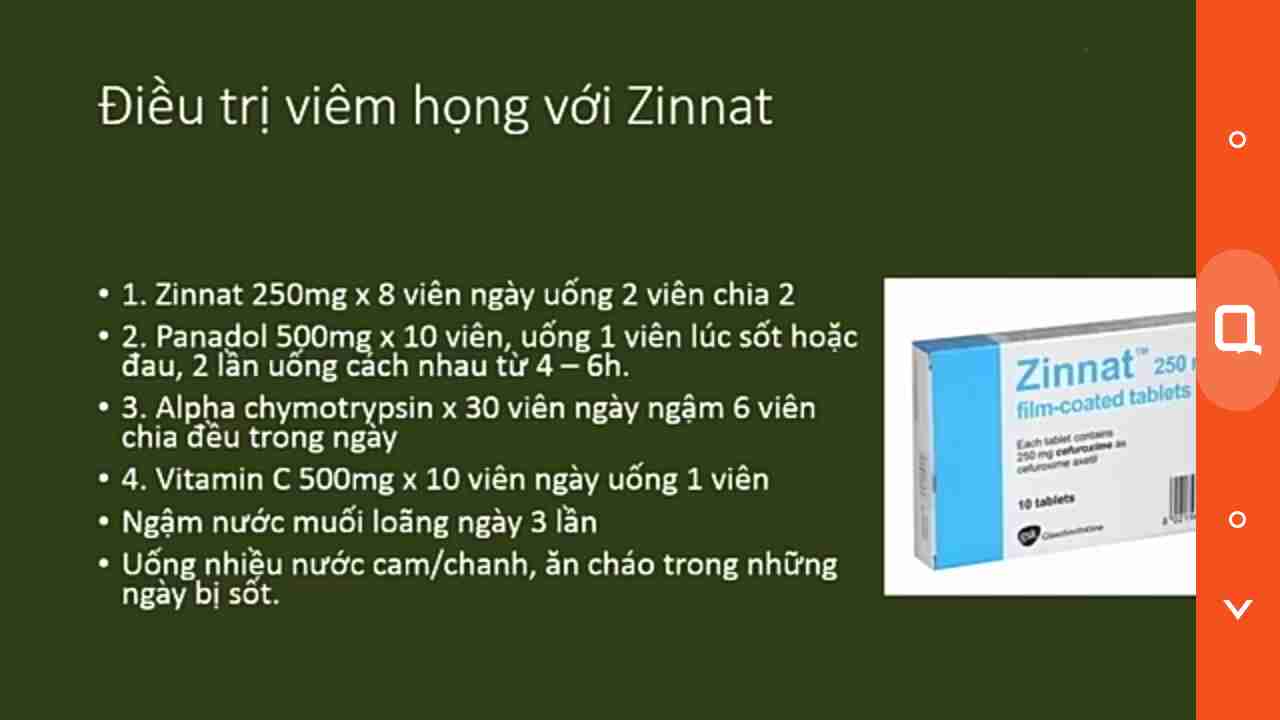 Điều trị viêm họng với Zinnat
• 1. Zinnat 250mg x 8 viên ngày uống 2 viên chia 2
• 2. Panadol 500mg x 10 viên, uống 1 viên lúc sốt hoặc
đau, 2 lần uống cách nhau từ 4 – 6h.
• 3. Alpha chymotrypsin x 30 viên ngày ngậm 6 viên
chia đều trong ngày
• 4. Vitamin C 500mg x 10 viên ngày uống 1 viên
• Ngậm nước muối loãng ngày 3 lần
• Uống nhiều nước cam/chanh, ăn cháo trong những
ngày bị sốt.
Zinnat™ 250
film-coated tablets
Each tablet contains
250 mg cefuroxime as
cefuroxime axetil
10 tablets
gsk GlaxoSmithKline